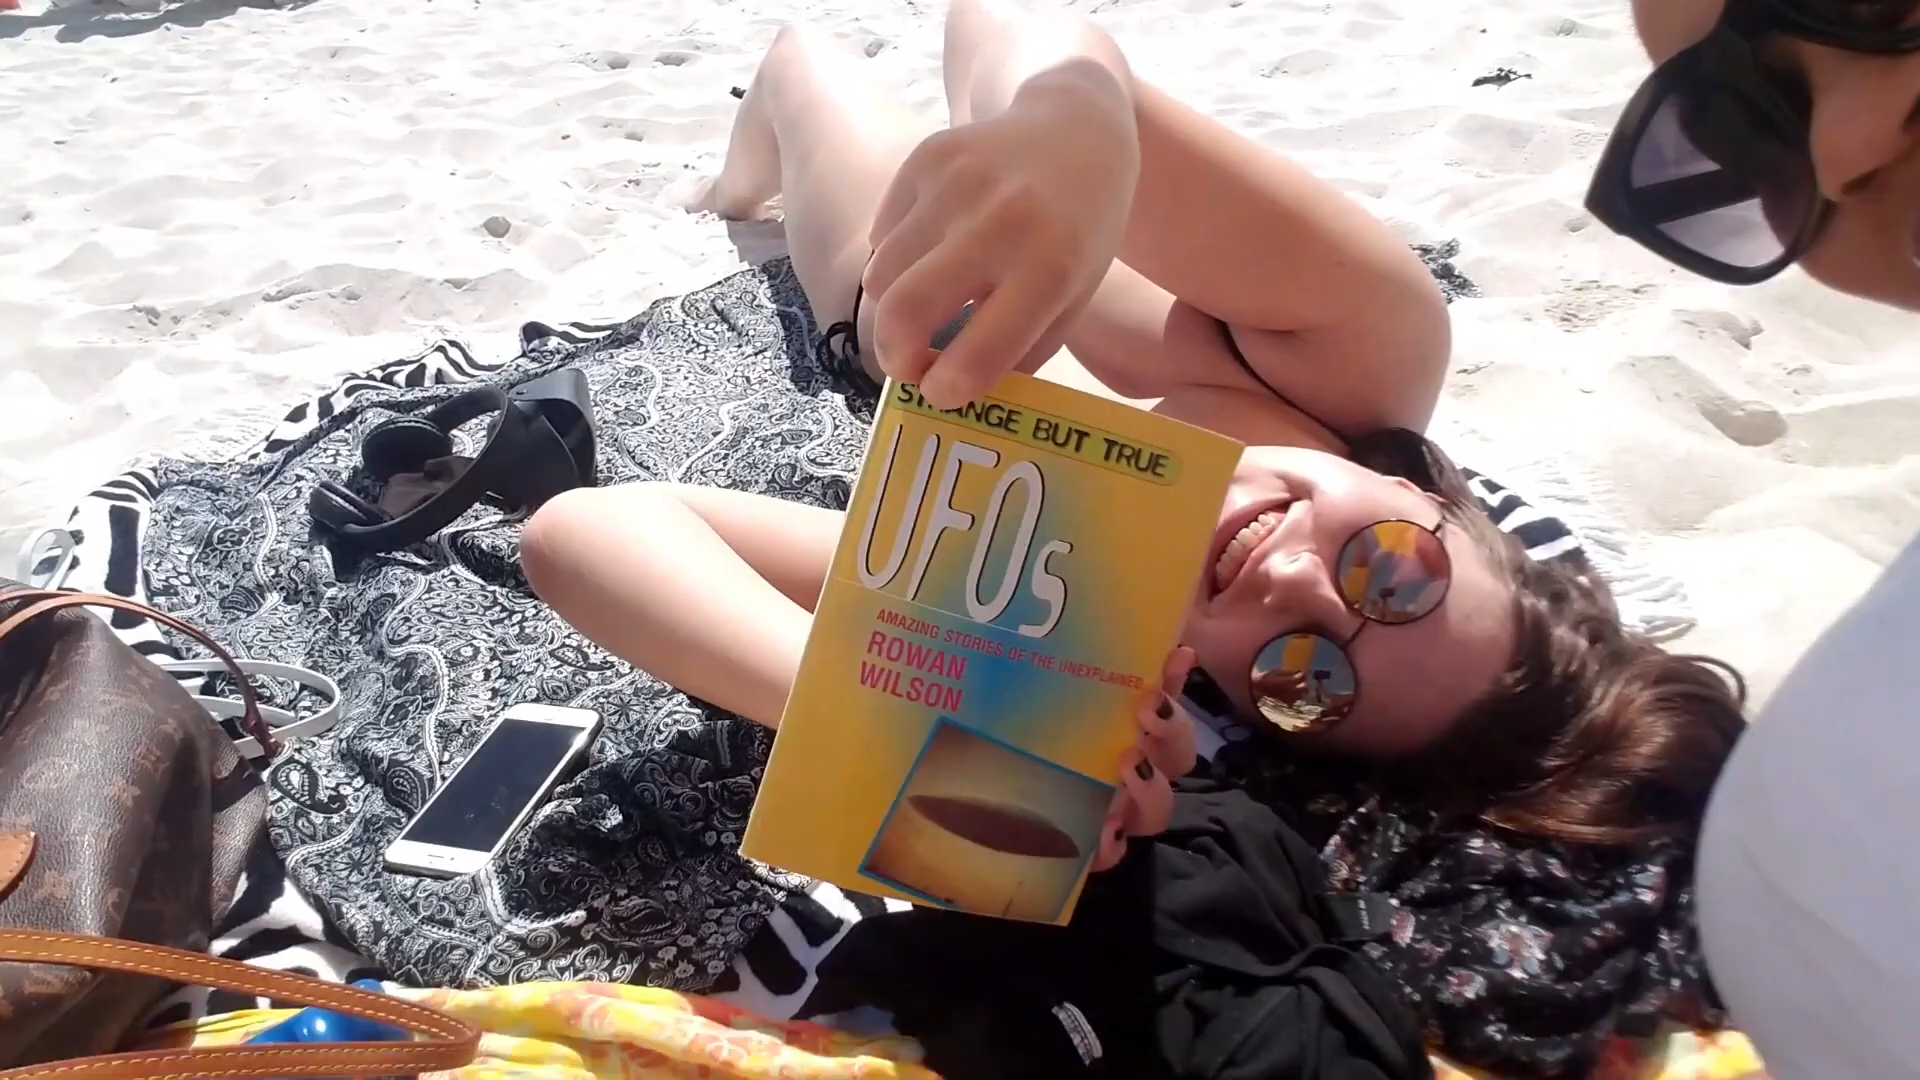 STRANGE BUT TRUE
UFOs
AMAZING STORIES OF THE UNEXPLAINED
ROWAN
WILSON